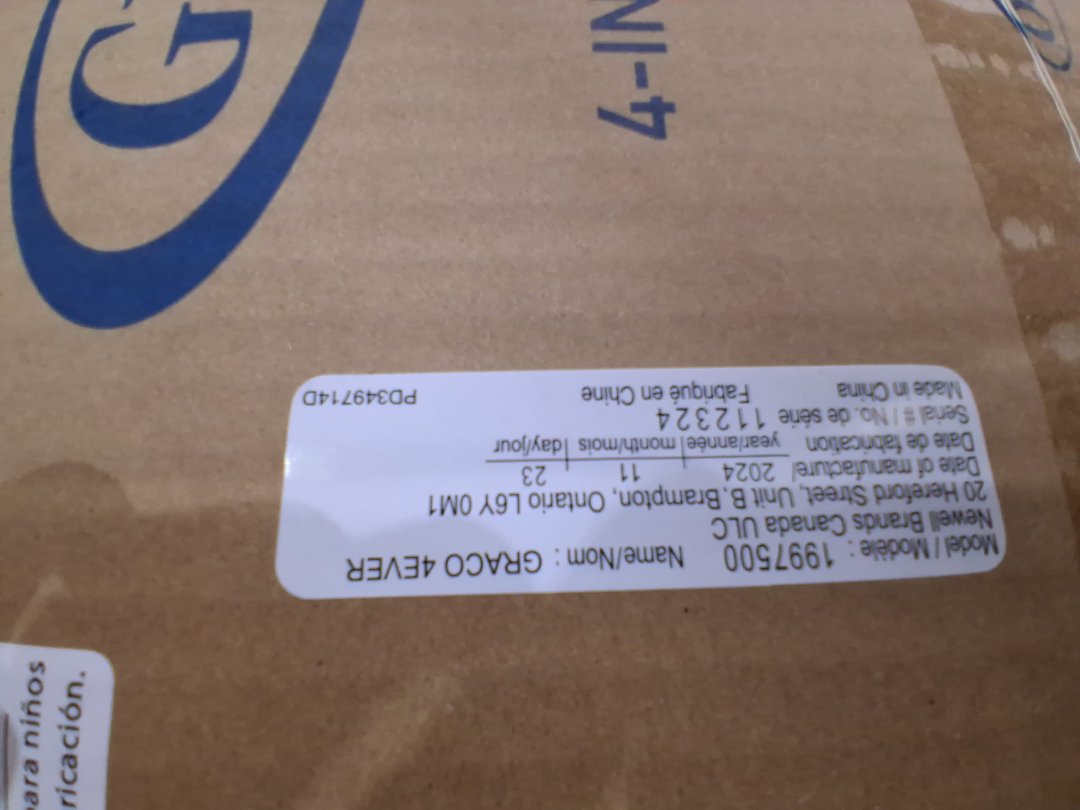 G
4-IN
Model / Modèle : 1997500 Name/Nom : GRACO 4EVER
Newell Brands Canada ULC
20 Hereford Street, Unit B, Brampton, Ontario L6Y 0M1
Date of manufacture/ 2024 11 23
Date de fabrication year/année| month/mois | day/jour
Serial # / No. de série 112324
Made in China Fabriqué en Chine PD349714D
para niños
ricación.